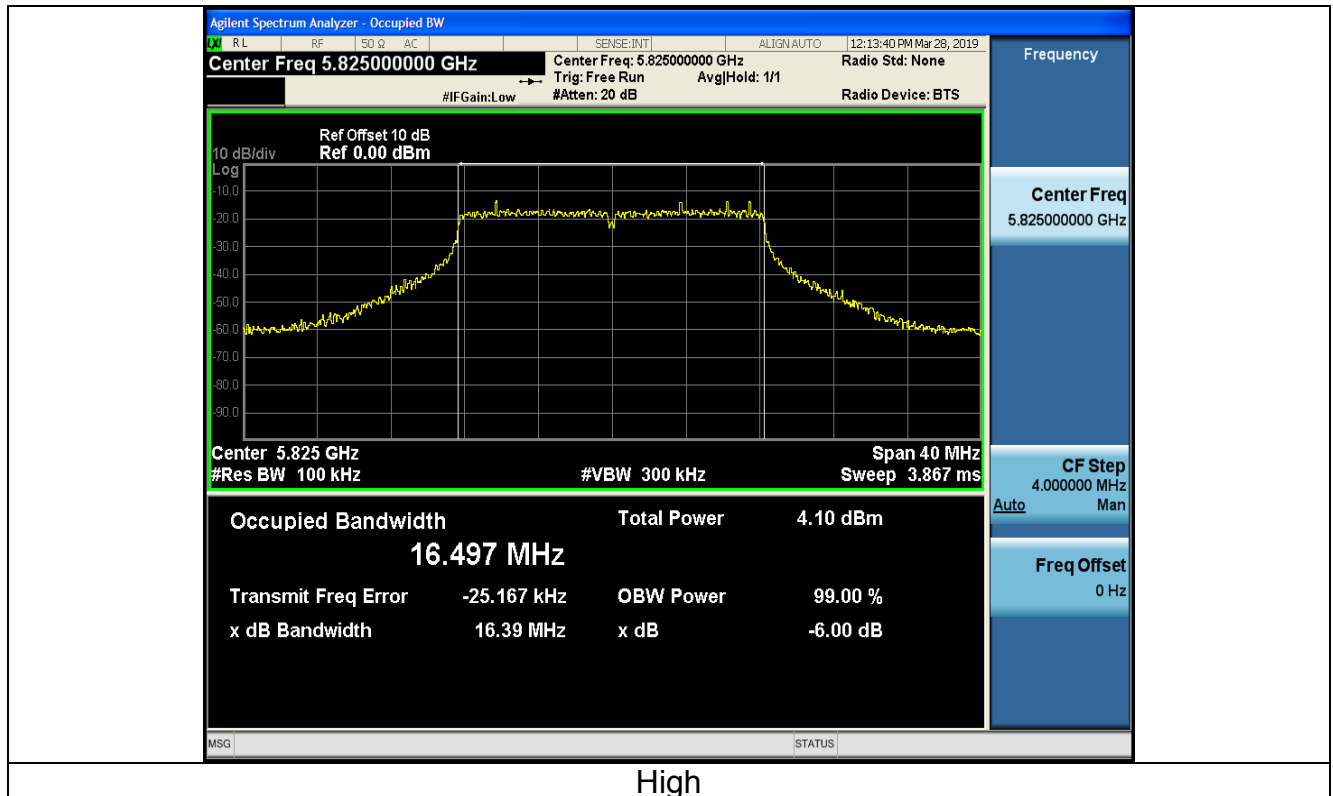 Agilent Spectrum Analyzer - Occupied BW
LXI RL RF 50 Ω AC SENSE:INT ALIGN AUTO 12:13:40 PM Mar 28, 2019
Center Freq 5.825000000 GHz
#IFGain:Low
Center Freq: 5.825000000 GHz
Trig: Free Run Avg|Hold: 1/1
#Atten: 20 dB
Radio Std: None
Radio Device: BTS
Ref Offset 10 dB
10 dB/div Ref 0.00 dBm
Log
-10.0
-20.0
-30.0
-40.0
-50.0
-60.0
-70.0
-80.0
-90.0
Center 5.825 GHz Span 40 MHz
#Res BW 100 kHz #VBW 300 kHz Sweep 3.867 ms
Occupied Bandwidth Total Power 4.10 dBm
16.497 MHz
Transmit Freq Error -25.167 kHz OBW Power 99.00 %
x dB Bandwidth 16.39 MHz x dB -6.00 dB
MSG STATUS
Frequency
Center Freq
5.825000000 GHz
CF Step
4.000000 MHz
Auto Man
Freq Offset
0 Hz
High